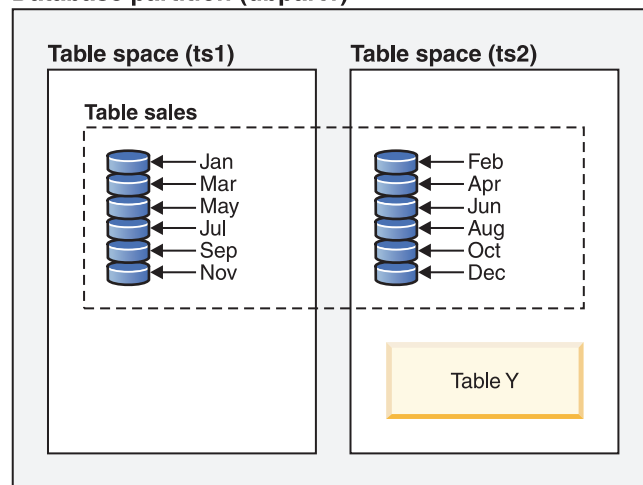 Table space (ts1)
Table space (ts2)
Table sales
Jan
Mar
May
Jul
Sep
Nov
Feb
Apr
Jun
Aug
Oct
Dec
Table Y